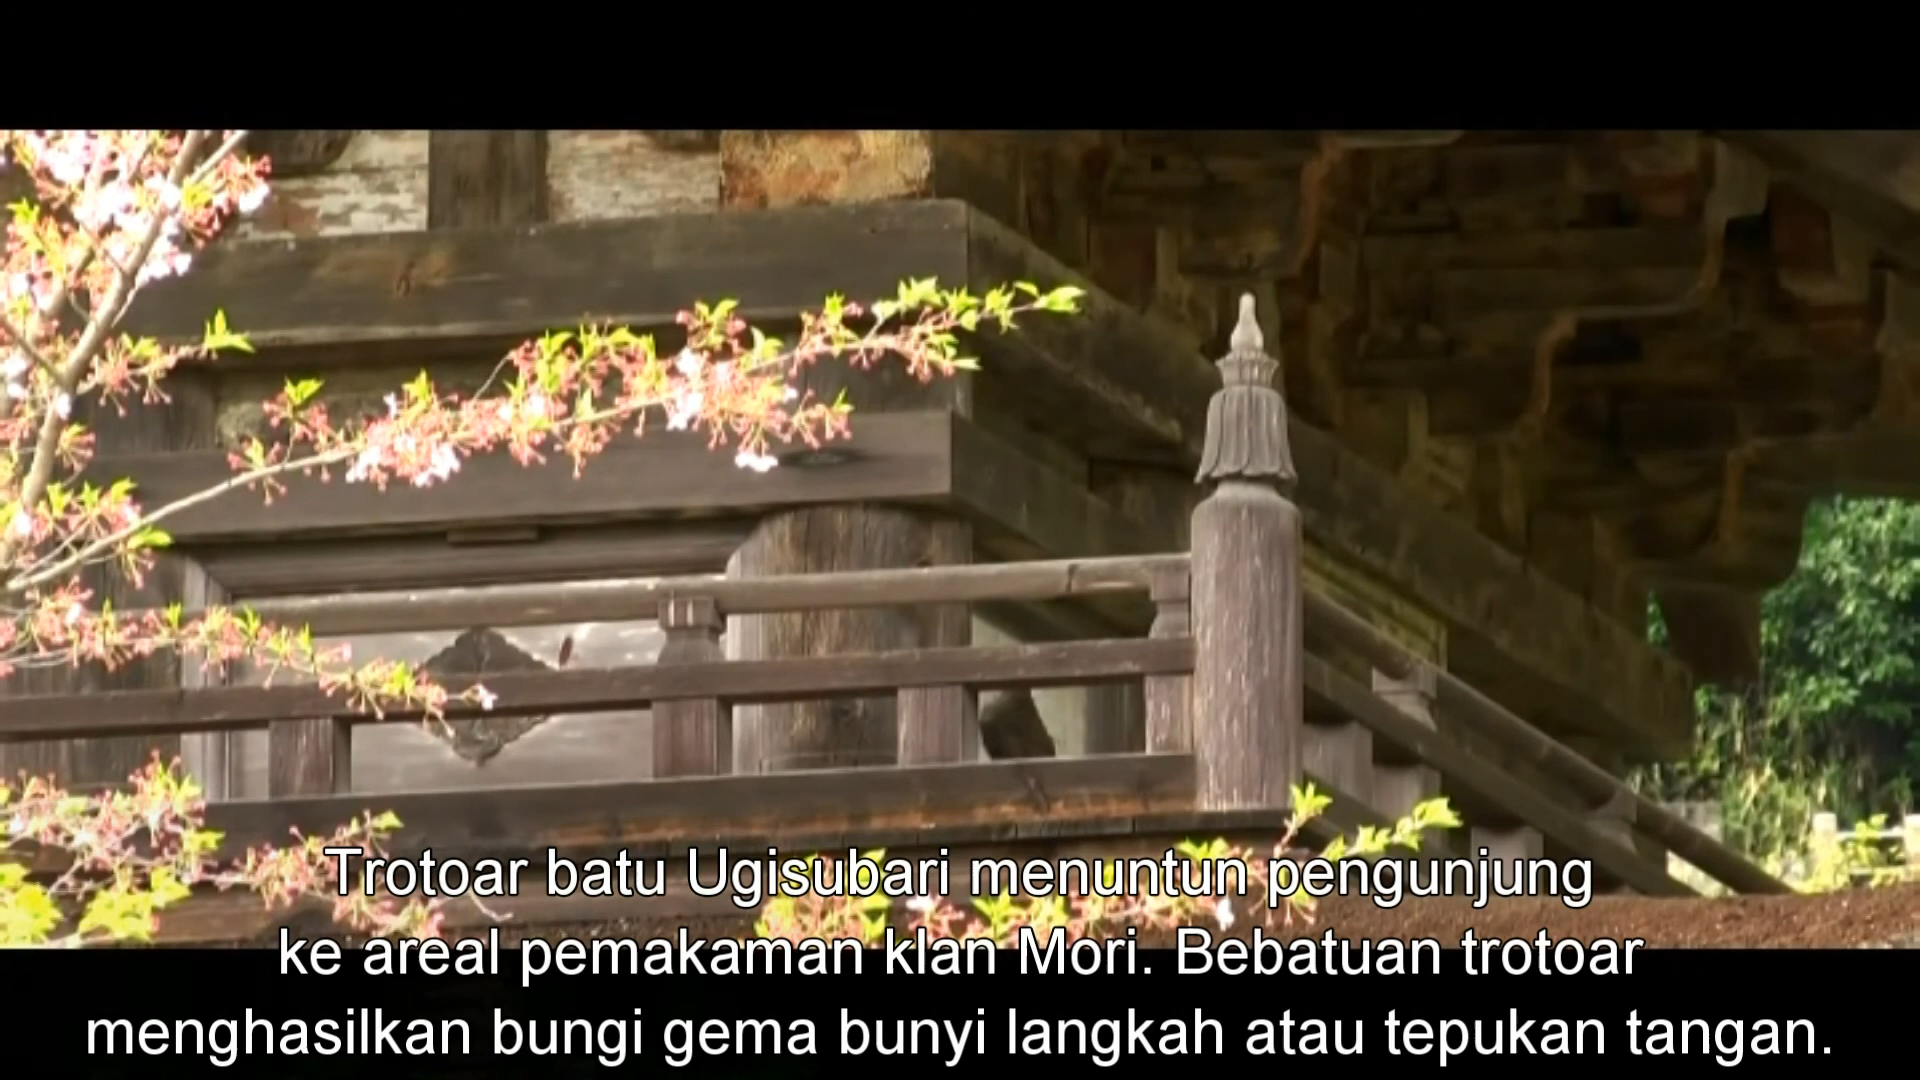 Trotoar batu Ugisubari menuntun pengunjung
ke areal pemakaman klan Mori. Bebatuan trotoar
menghasilkan bungi gema bunyi langkah atau tepukan tangan.